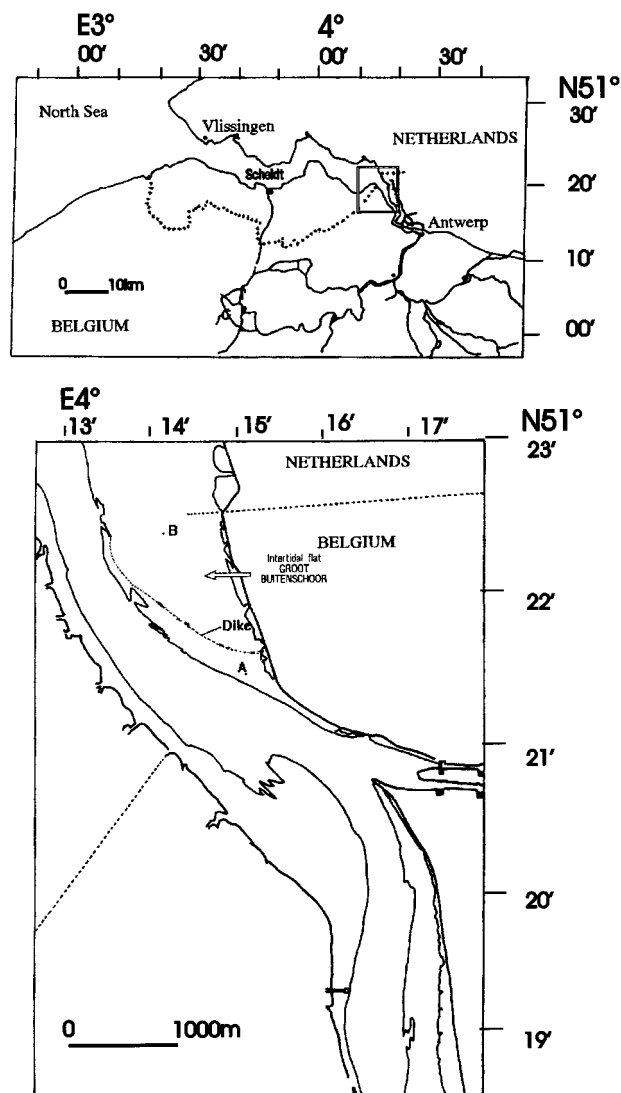 E3° 4°
00′ 30′ 00′ 30′
N51°
North Sea
30′
Vlissingen
NETHERLANDS
Scheldt
20′
Antwerp
0 10km
10′
BELGIUM
00′
E4°
13′ 14′ 15′ 16′ 17′
N51°
23′
NETHERLANDS
B
BELGIUM
Intertidal flat
GROOT
BUITENSCHOOR
22′
Dike
A
21′
20′
0 1000m
19′